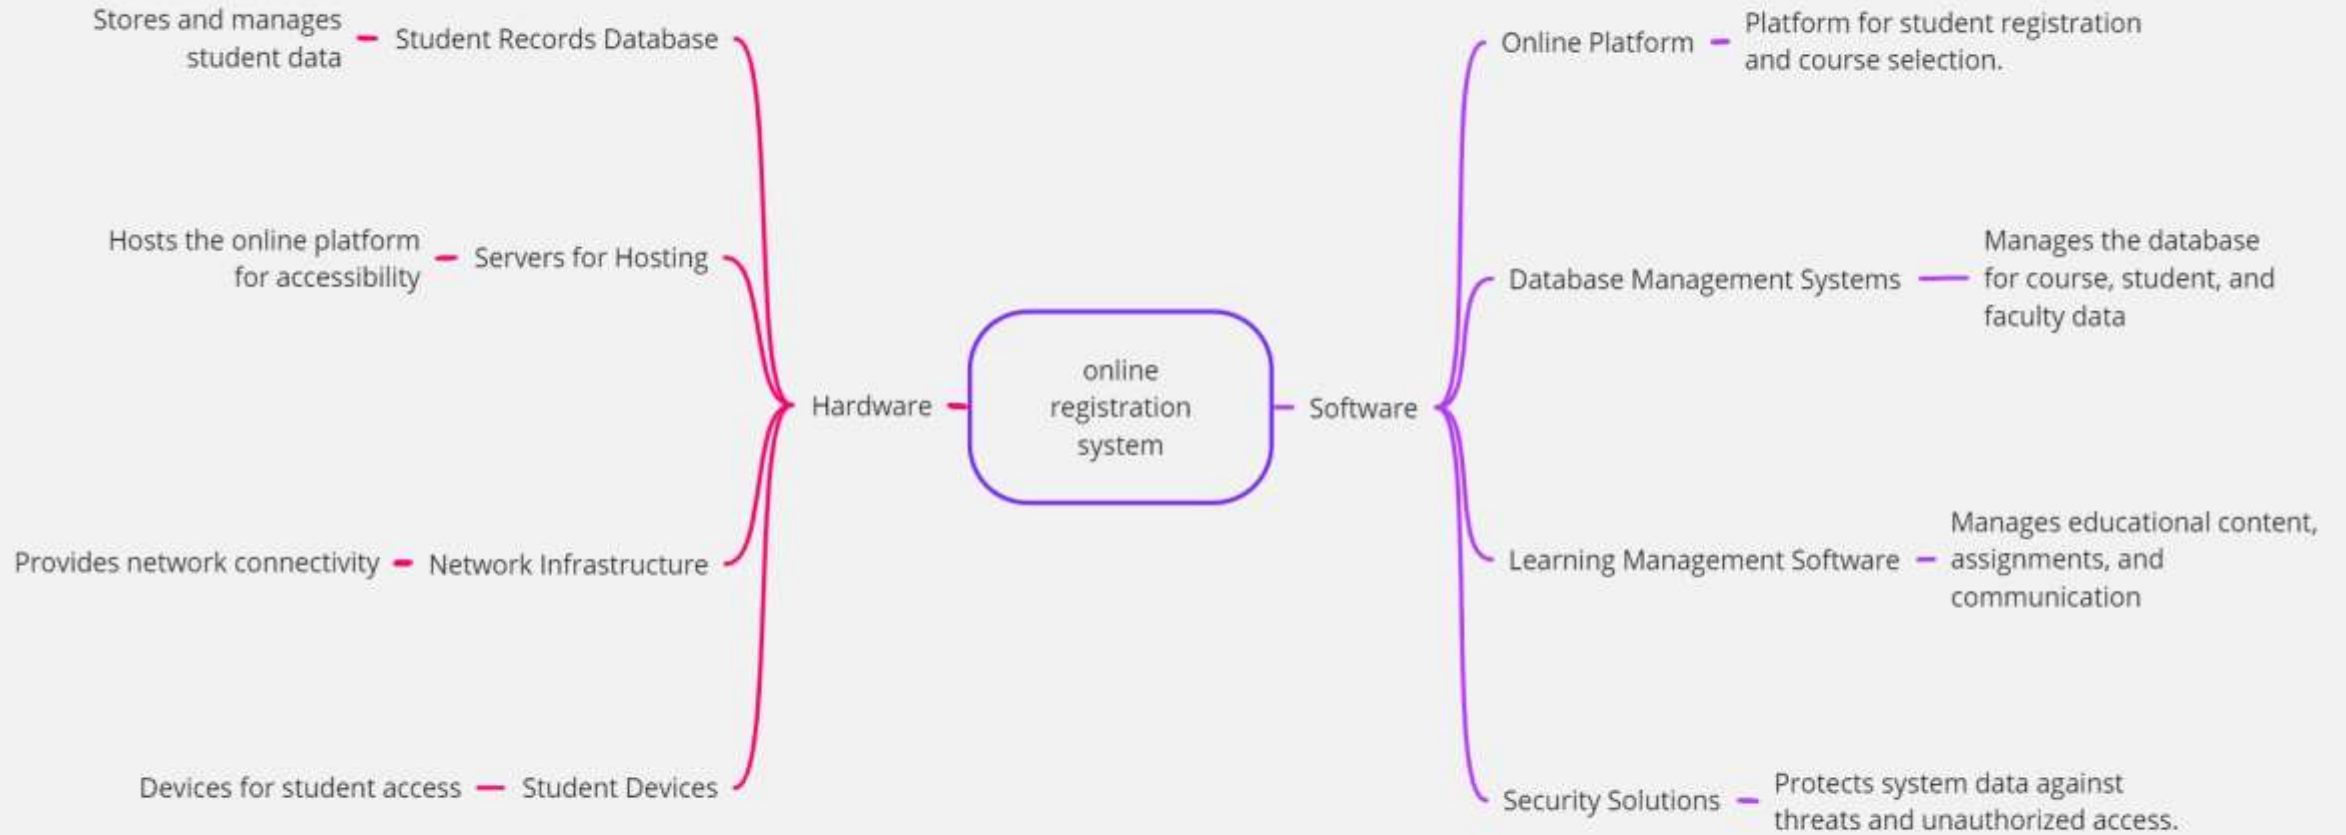 online
registration
system
Hardware
Student Records Database
Stores and manages
student data
Servers for Hosting
Hosts the online platform
for accessibility
Network Infrastructure
Provides network connectivity
Student Devices
Devices for student access
Software
Online Platform
Platform for student registration
and course selection.
Database Management Systems
Manages the database
for course, student, and
faculty data
Learning Management Software
Manages educational content,
assignments, and
communication
Security Solutions
Protects system data against
threats and unauthorized access.